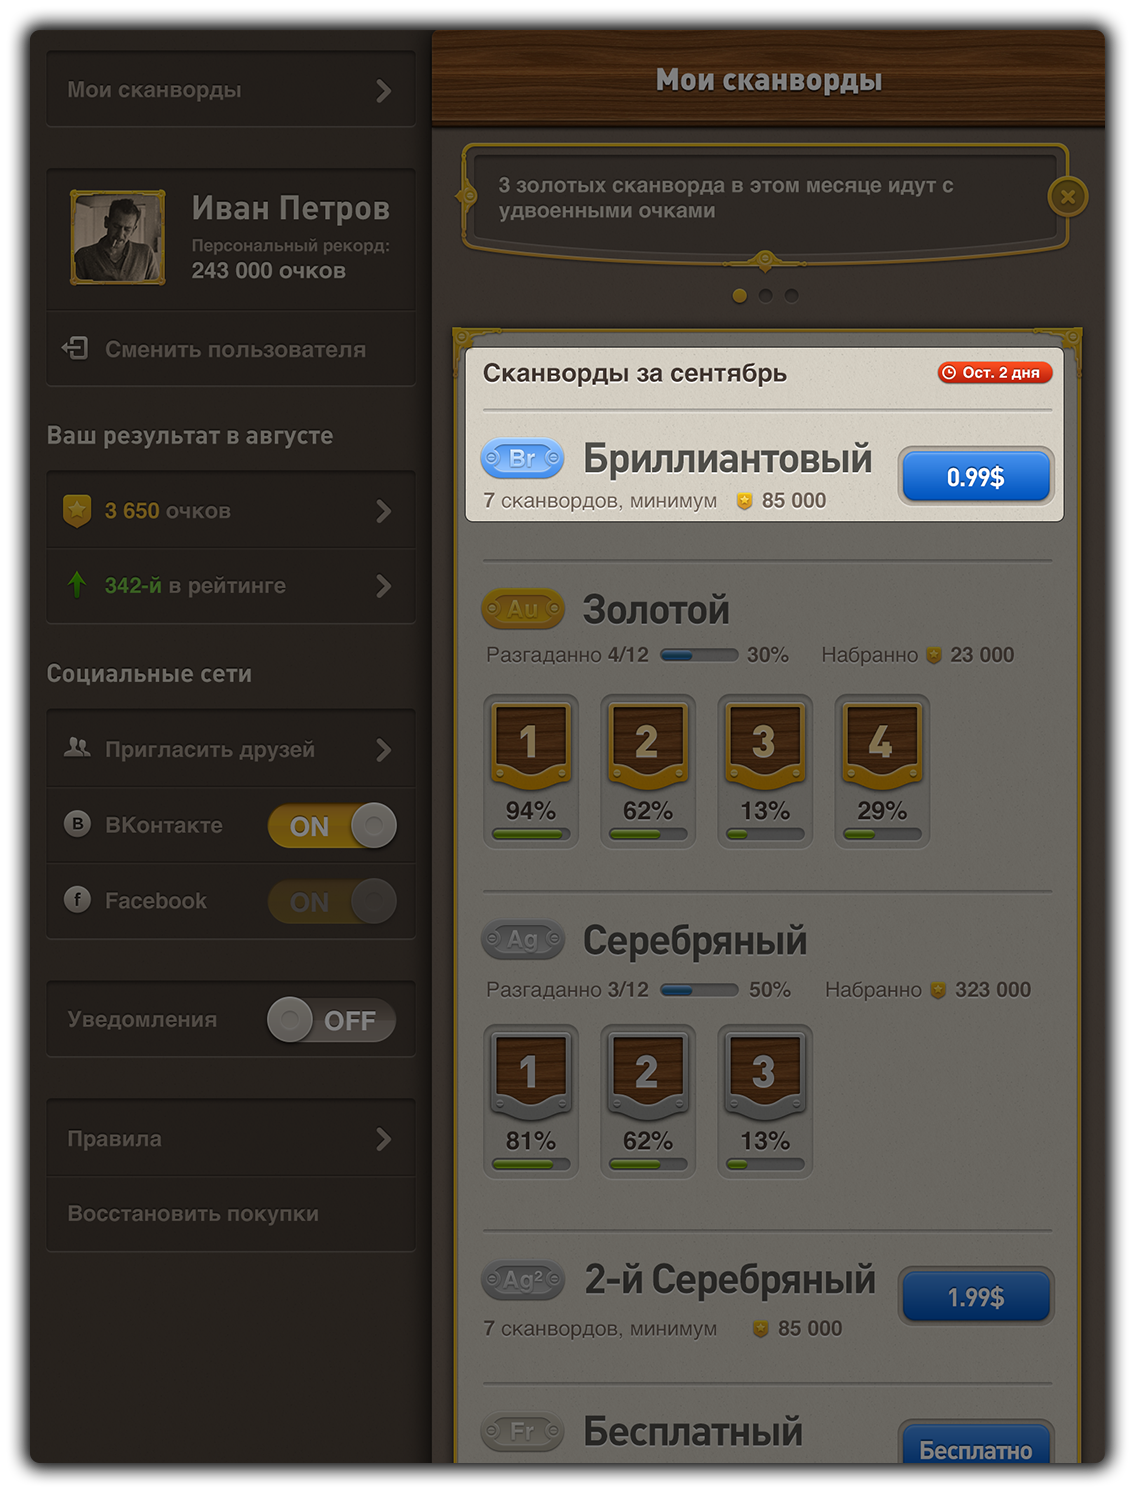 Мои сканворды
Иван Петров
Персональный рекорд:
243 000 очков
Сменить пользователя
Ваш результат в августе
3 650 очков
342-й в рейтинге
Социальные сети
Пригласить друзей
В ВКонтакте ON
f Facebook ON
Уведомления OFF
Правила
Восстановить покупки
Мои сканворды
3 золотых сканворда в этом месяце идут с
удвоенными очками
Сканворды за сентябрь Ост. 2 дня
Br Бриллиантовый 0.99$
7 сканвордов, минимум 85 000
Au Золотой
Разгаданно 4/12 30% Набранно 23 000
1 2 3 4
94% 62% 13% 29%
Ag Серебряный
Разгаданно 3/12 50% Набранно 323 000
1 2 3
81% 62% 13%
Ag² 2-й Серебряный 1.99$
7 сканвордов, минимум 85 000
Fr Бесплатный Бесплатно